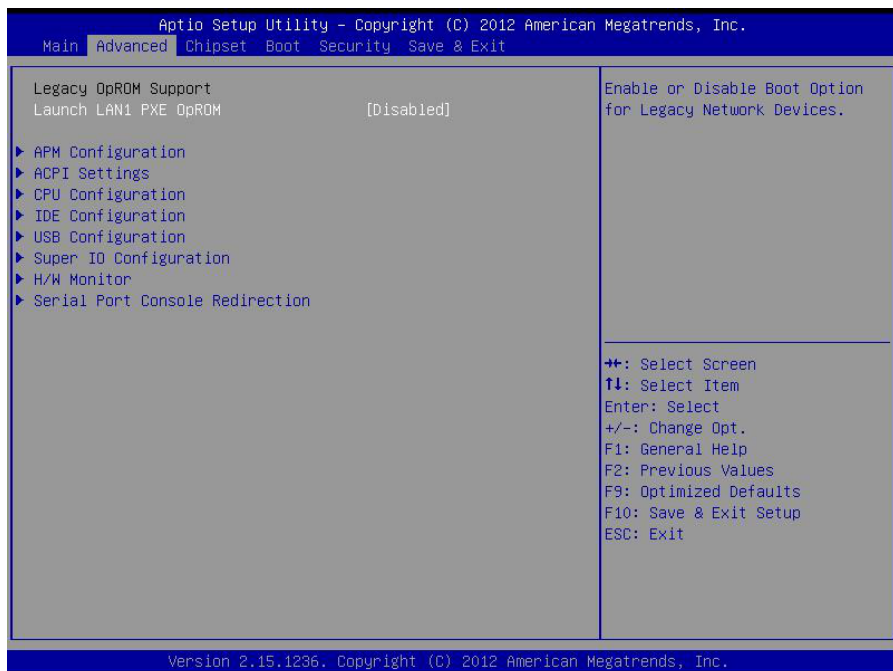 Aptio Setup Utility – Copyright (C) 2012 American Megatrends, Inc.
Main Advanced Chipset Boot Security Save & Exit
Legacy OpROM Support
Launch LAN1 PXE OpROM [Disabled]
▶ APM Configuration
▶ ACPI Settings
▶ CPU Configuration
▶ IDE Configuration
▶ USB Configuration
▶ Super IO Configuration
▶ H/W Monitor
▶ Serial Port Console Redirection
Enable or Disable Boot Option
for Legacy Network Devices.
→←: Select Screen
↑↓: Select Item
Enter: Select
+/-: Change Opt.
F1: General Help
F2: Previous Values
F9: Optimized Defaults
F10: Save & Exit Setup
ESC: Exit
Version 2.15.1236. Copyright (C) 2012 American Megatrends, Inc.